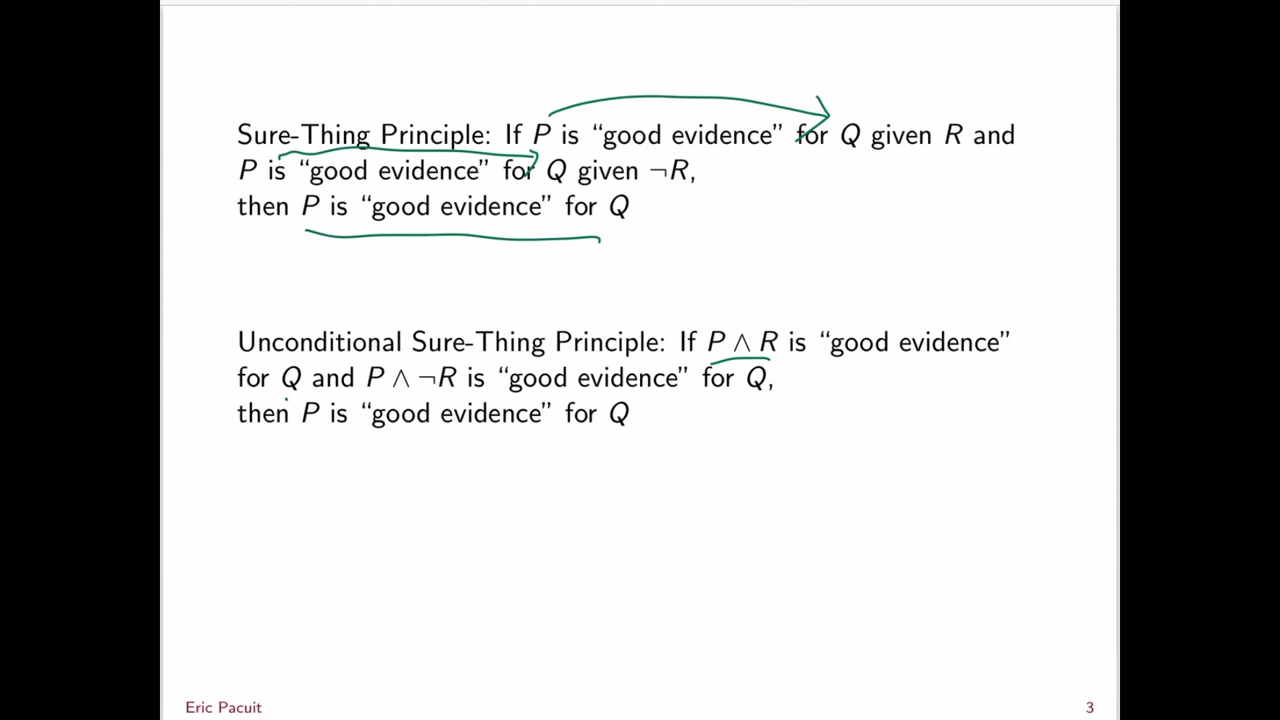 Sure-Thing Principle: If P is “good evidence” for Q given R and
P is “good evidence” for Q given ¬R,
then P is “good evidence” for Q
Unconditional Sure-Thing Principle: If P ∧ R is “good evidence”
for Q and P ∧ ¬R is “good evidence” for Q,
then P is “good evidence” for Q
Eric Pacuit
3